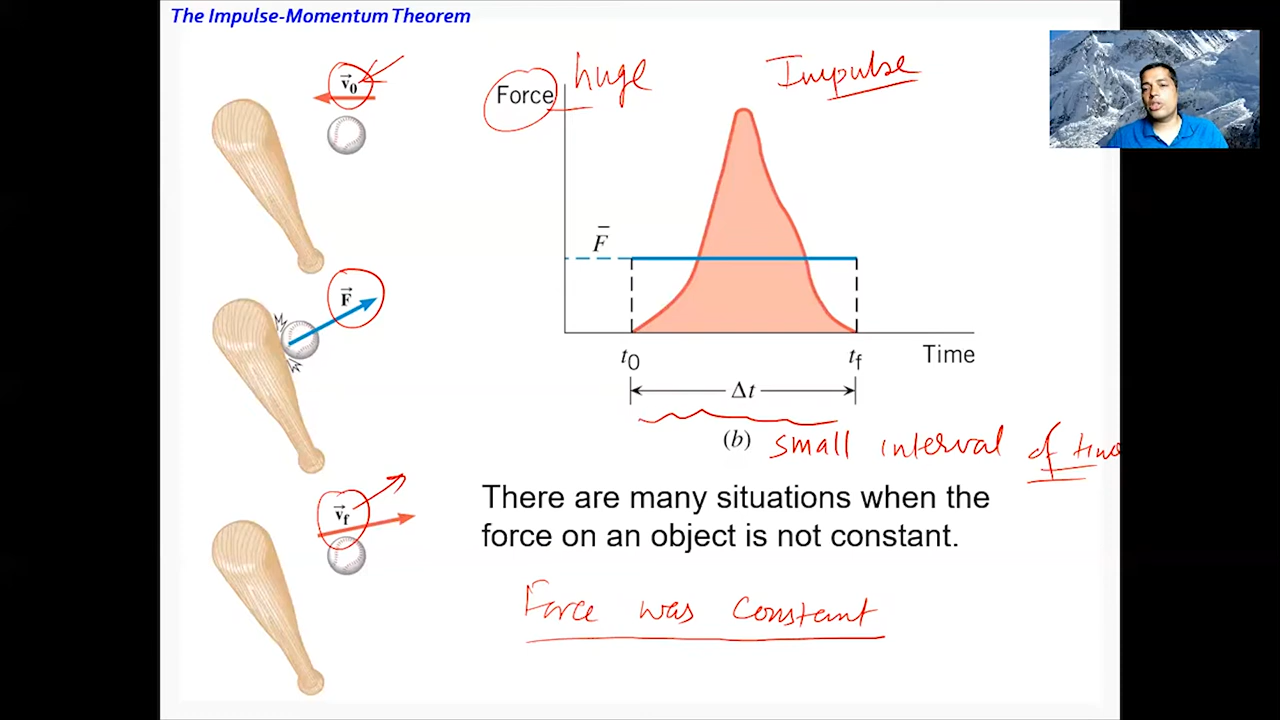 The Impulse-Momentum Theorem
v0
F
vf
Force huge Impulse
F
t0 tf Time
Δt
(b) small interval of time
There are many situations when the
force on an object is not constant.
Force was constant